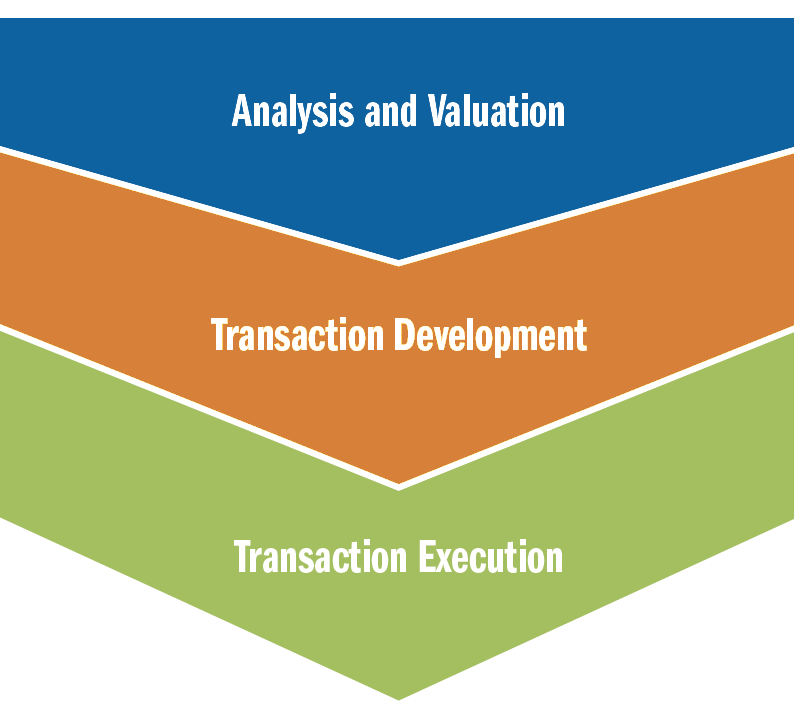 Analysis and Valuation
Transaction Development
Transaction Execution